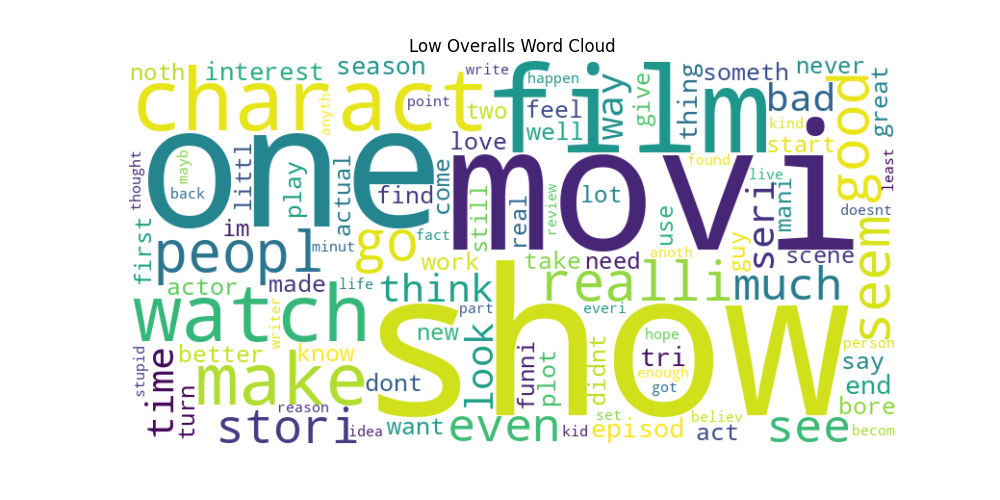 Low Overalls Word Cloud
noth
interest
season
write
happen
someth
never
charact
film
way
give
thing
bad
good
great
anyth
point
two
feel
well
kind
start
one
movi
love
found
least
thought
mayb
back
littl
play
actual
find
come
still
real
review
lot
use
live
mani
doesnt
first
im
peopl
minut
go
fact
work
anoth
guy
seri
scene
seem
actor
made
life
think
take
need
realli
much
watch
writer
show
part
new
everi
person
stupid
time
better
know
look
funni
plot
didnt
hope
tri
enough
got
say
end
turn
make
dont
reason
stori
idea
want
even
kid
episod
set
believ
act
see
bore
becom